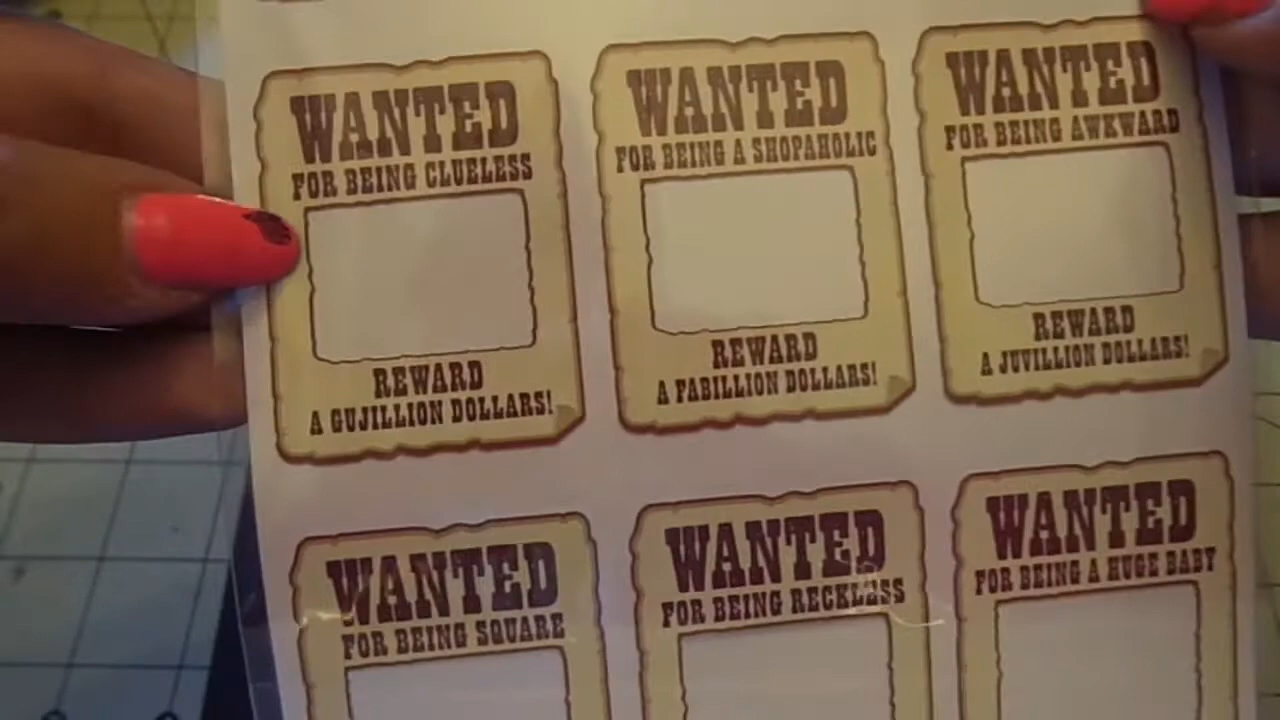 WANTED
FOR BEING CLUELESS
REWARD
A GUJILLION DOLLARS!
WANTED
FOR BEING A SHOPAHOLIC
REWARD
A FABILLION DOLLARS!
WANTED
FOR BEING AWKWARD
REWARD
A JUVILLION DOLLARS!
WANTED
FOR BEING SQUARE
WANTED
FOR BEING RECKLESS
WANTED
FOR BEING A HUGE BABY